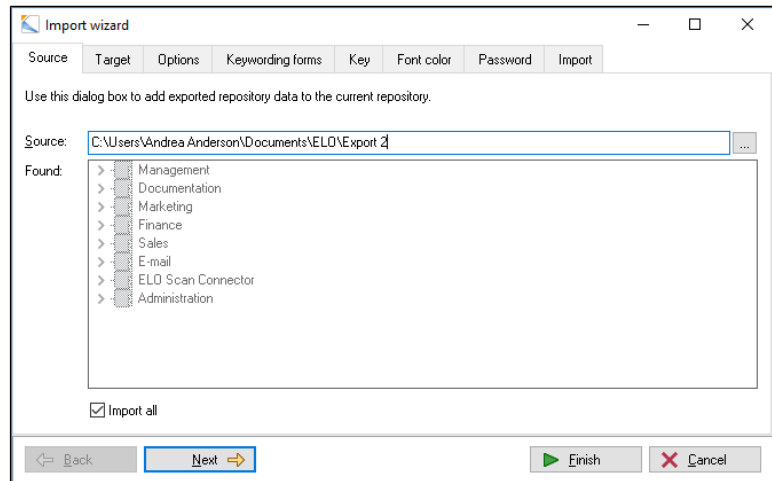 Import wizard
Source Target Options Keywording forms Key Font color Password Import
Use this dialog box to add exported repository data to the current repository.
Source: C:\Users\Andrea Anderson\Documents\ELO\Export 2 ...
Found:
Management
Documentation
Marketing
Finance
Sales
E-mail
ELO Scan Connector
Administration
Import all
Back Next Finish Cancel